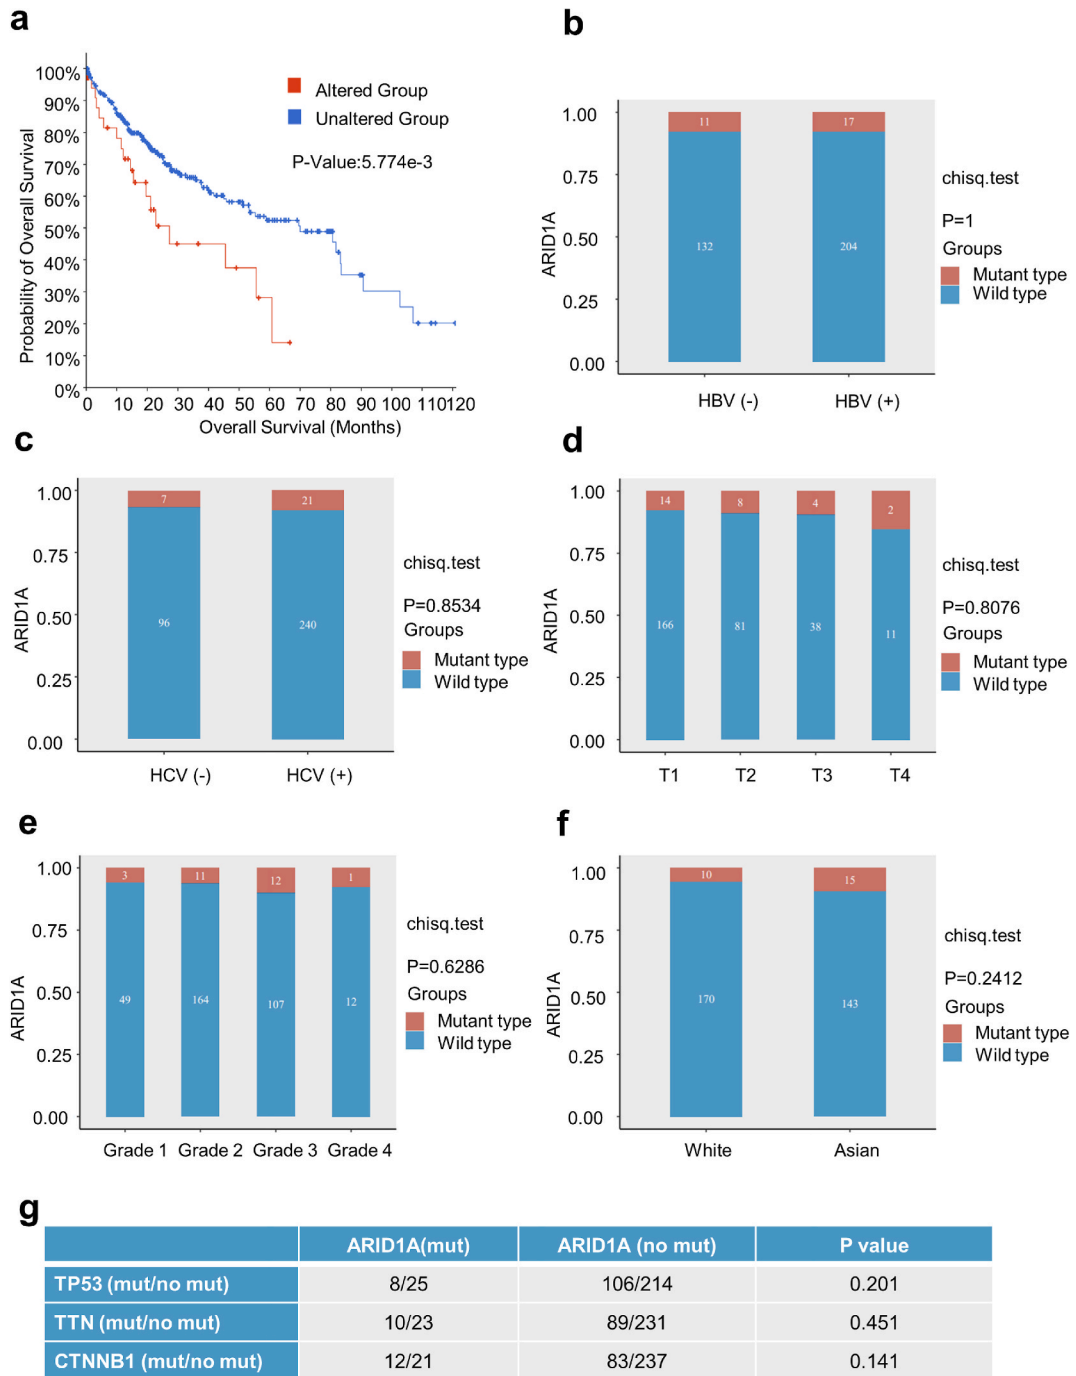 a
100%
90%
80%
70%
60%
50%
40%
30%
20%
10%
0%
Probability of Overall Survival
Altered Group
Unaltered Group
P-Value:5.774e-3
0 10 20 30 40 50 60 70 80 90 100 110 120
Overall Survival (Months)
b
1.00
0.75
0.50
0.25
0.00
ARID1A
11
17
132
204
HBV (-) HBV (+)
chisq.test
P=1
Groups
Mutant type
Wild type
c
1.00
0.75
0.50
0.25
0.00
ARID1A
7
21
96
240
HCV (-) HCV (+)
chisq.test
P=0.8534
Groups
Mutant type
Wild type
d
1.00
0.75
0.50
0.25
0.00
ARID1A
14 8 4 2
166 81 38 11
T1 T2 T3 T4
chisq.test
P=0.8076
Groups
Mutant type
Wild type
e
1.00
0.75
0.50
0.25
0.00
ARID1A
3 11 12 1
49 164 107 12
Grade 1 Grade 2 Grade 3 Grade 4
chisq.test
P=0.6286
Groups
Mutant type
Wild type
f
1.00
0.75
0.50
0.25
0.00
ARID1A
10 15
170 143
White Asian
chisq.test
P=0.2412
Groups
Mutant type
Wild type
g
ARID1A(mut) ARID1A (no mut) P value
TP53 (mut/no mut) 8/25 106/214 0.201
TTN (mut/no mut) 10/23 89/231 0.451
CTNNB1 (mut/no mut) 12/21 83/237 0.141